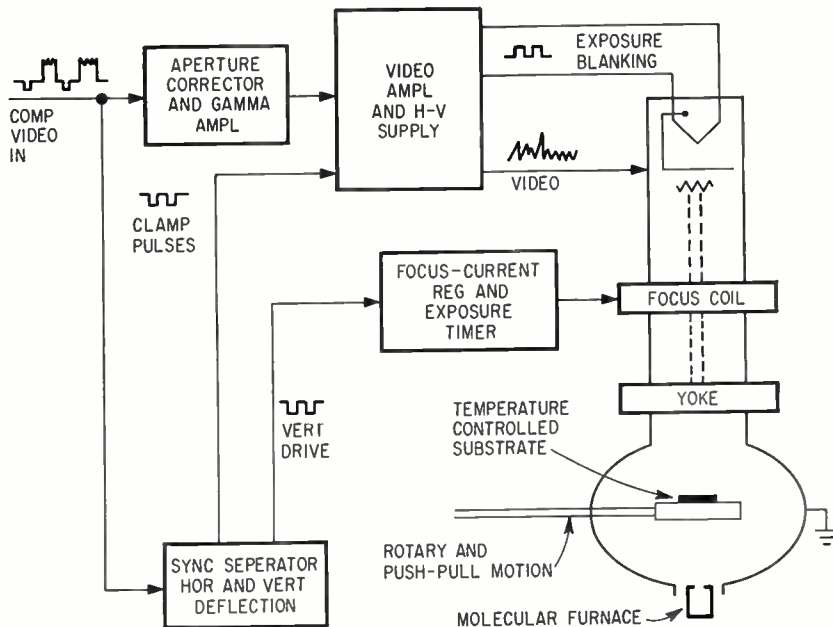 COMP
VIDEO
IN
APERTURE
CORRECTOR
AND GAMMA
AMPL
VIDEO
AMPL
AND H-V
SUPPLY
EXPOSURE
BLANKING
VIDEO
CLAMP
PULSES
FOCUS-CURRENT
REG AND
EXPOSURE
TIMER
FOCUS COIL
YOKE
VERT
DRIVE
TEMPERATURE
CONTROLLED
SUBSTRATE
SYNC SEPERATOR
HOR AND VERT
DEFLECTION
ROTARY AND
PUSH-PULL MOTION
MOLECULAR FURNACE